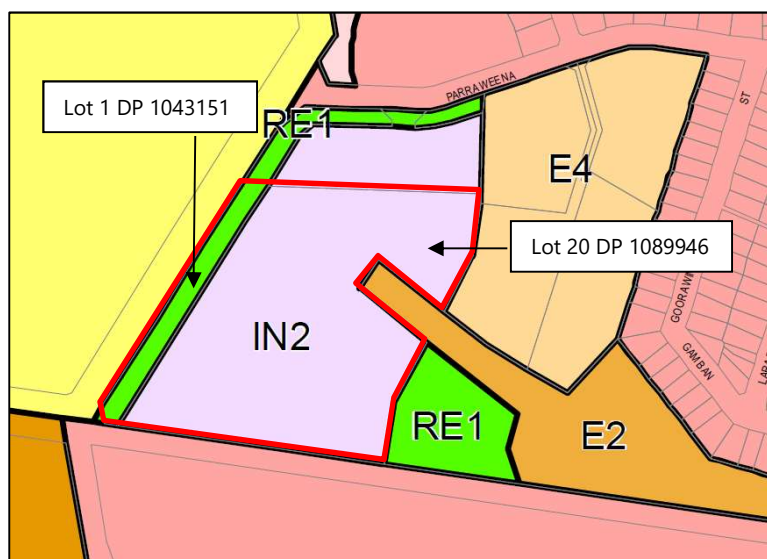 PARRAWEENA
Lot 1 DP 1043151
RE1
ST
E4
Lot 20 DP 1089946
IN2
GAMBAN
RE1
E2